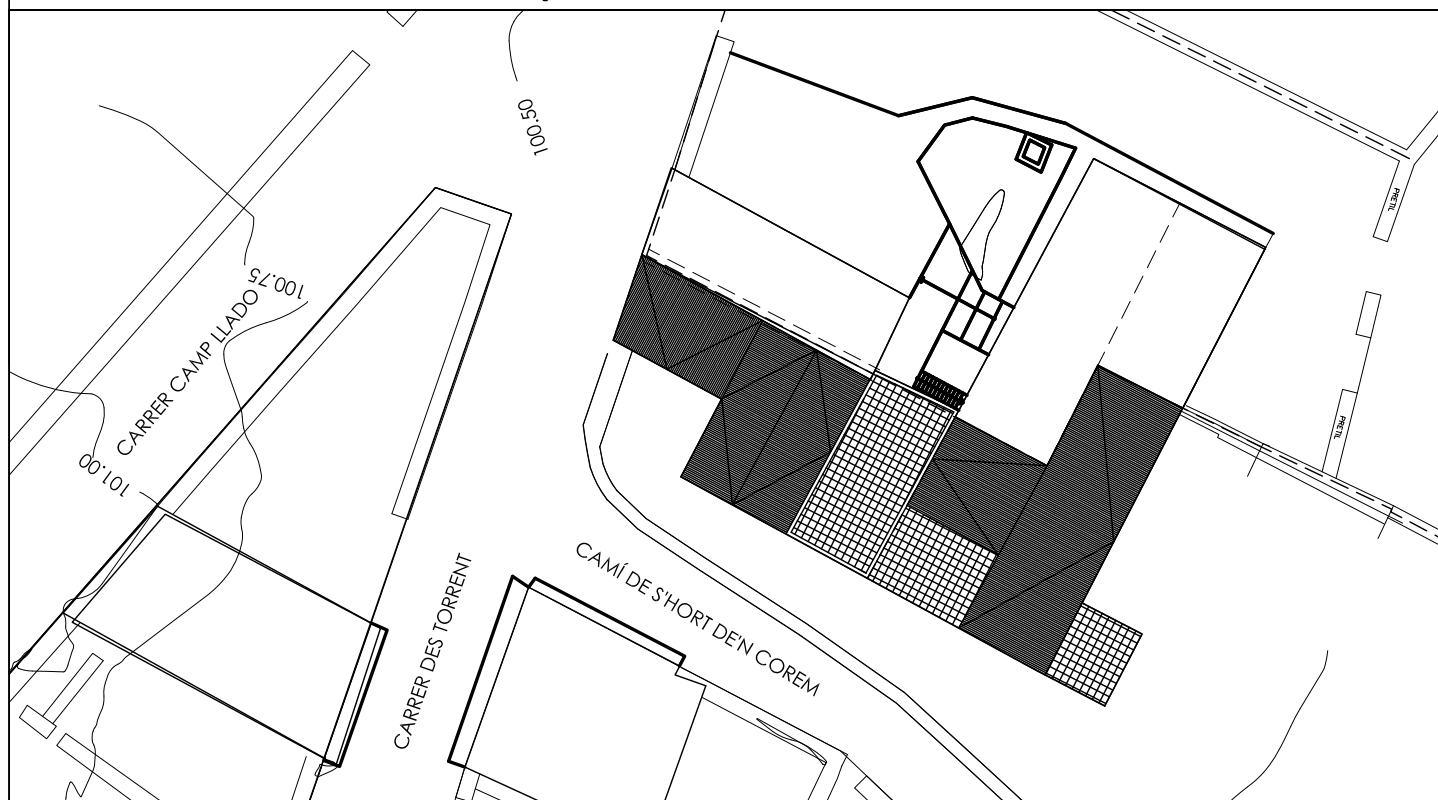 100.50
PRETIL
100.75
CARRER CAMP LLADO
PRETIL
101.00
CARRER DES TORRENT
CAMÍ DE S'HORT DE'N COREM